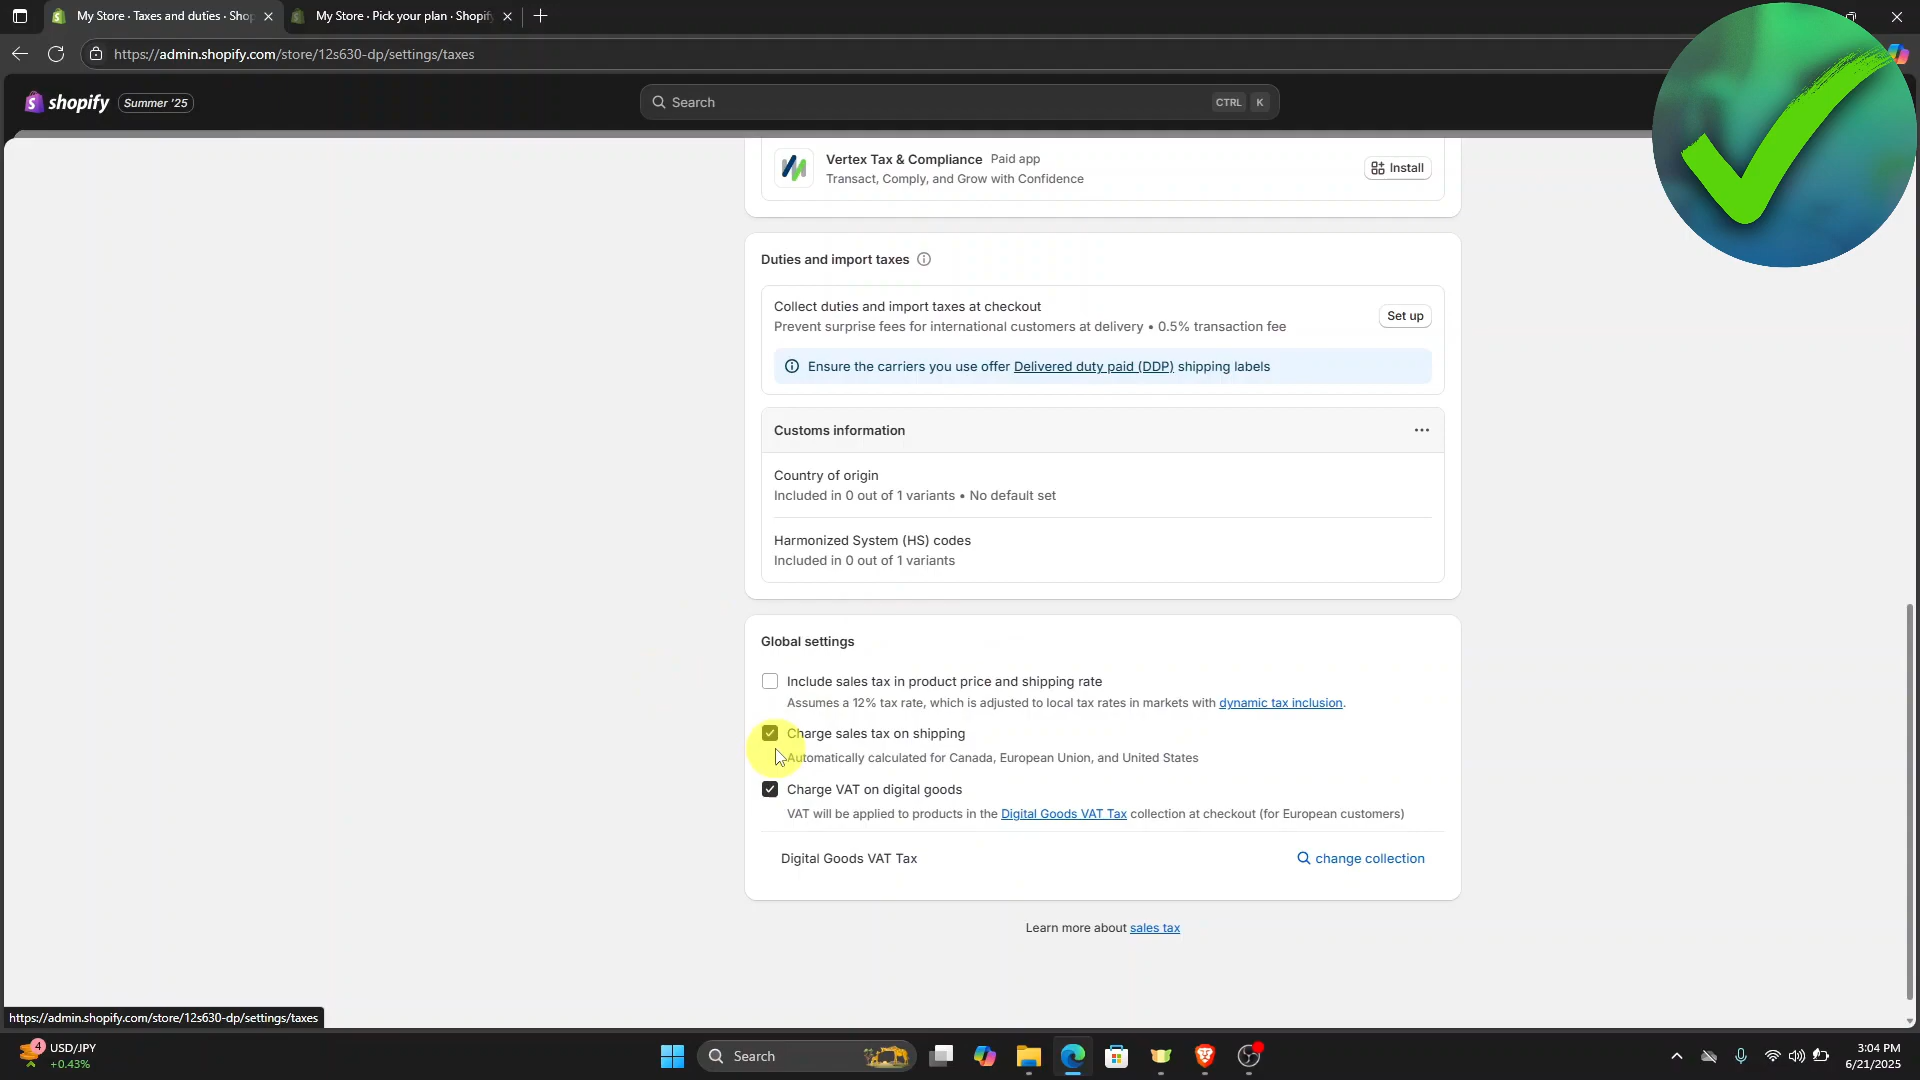 My Store · Taxes and duties · Shop
My Store · Pick your plan · Shopify
https://admin.shopify.com/store/12s630-dp/settings/taxes
shopify
Summer '25
Search
CTRL K
Vertex Tax & Compliance Paid app
Transact, Comply, and Grow with Confidence
Install
Duties and import taxes
Collect duties and import taxes at checkout
Prevent surprise fees for international customers at delivery • 0.5% transaction fee
Set up
Ensure the carriers you use offer Delivered duty paid (DDP) shipping labels
Customs information
Country of origin
Included in 0 out of 1 variants • No default set
Harmonized System (HS) codes
Included in 0 out of 1 variants
Global settings
Include sales tax in product price and shipping rate
Assumes a 12% tax rate, which is adjusted to local tax rates in markets with dynamic tax inclusion.
Charge sales tax on shipping
Automatically calculated for Canada, European Union, and United States
Charge VAT on digital goods
VAT will be applied to products in the Digital Goods VAT Tax collection at checkout (for European customers)
Digital Goods VAT Tax
change collection
Learn more about sales tax
https://admin.shopify.com/store/12s630-dp/settings/taxes
4
USD/JPY
+0.43%
Search
3:04 PM
6/21/2025